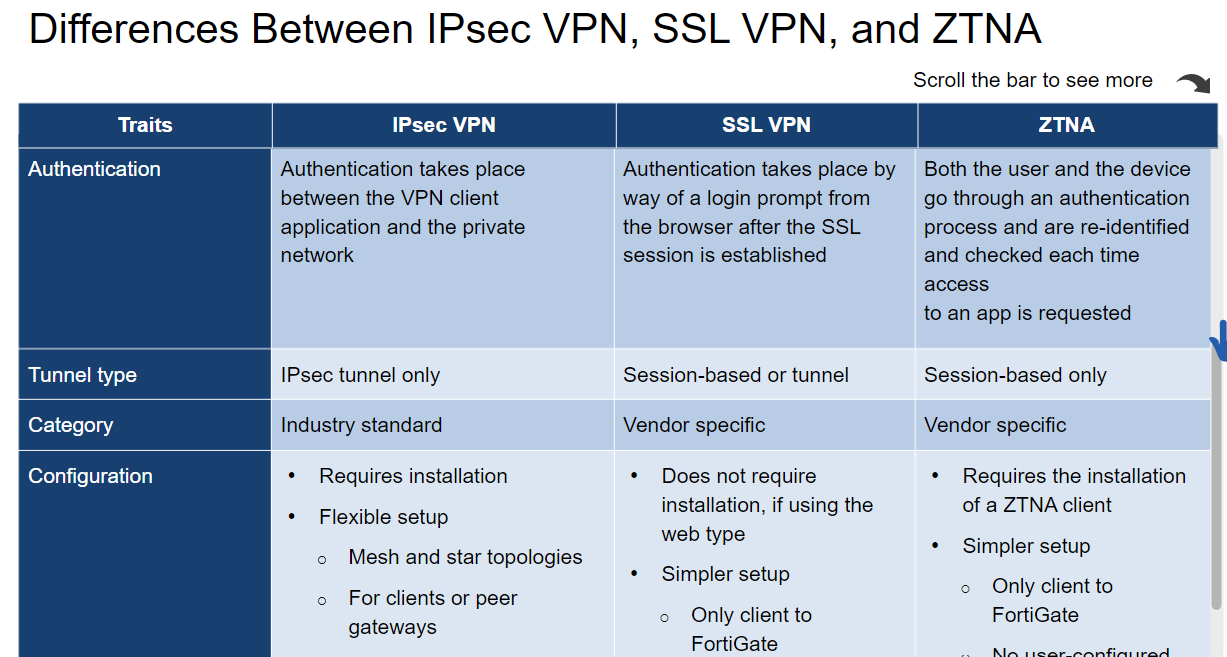 Differences Between IPsec VPN, SSL VPN, and ZTNA
Scroll the bar to see more
Traits
IPsec VPN
SSL VPN
ZTNA
Authentication
Authentication takes place
between the VPN client
application and the private
network
Authentication takes place by
way of a login prompt from
the browser after the SSL
session is established
Both the user and the device
go through an authentication
process and are re-identified
and checked each time
access
to an app is requested
Tunnel type
IPsec tunnel only
Session-based or tunnel
Session-based only
Category
Industry standard
Vendor specific
Vendor specific
Configuration
• Requires installation
• Flexible setup
○ Mesh and star topologies
○ For clients or peer
gateways
• Does not require
installation, if using the
web type
• Simpler setup
○ Only client to
FortiGate
• Requires the installation
of a ZTNA client
• Simpler setup
○ Only client to
FortiGate
○ No user-configured